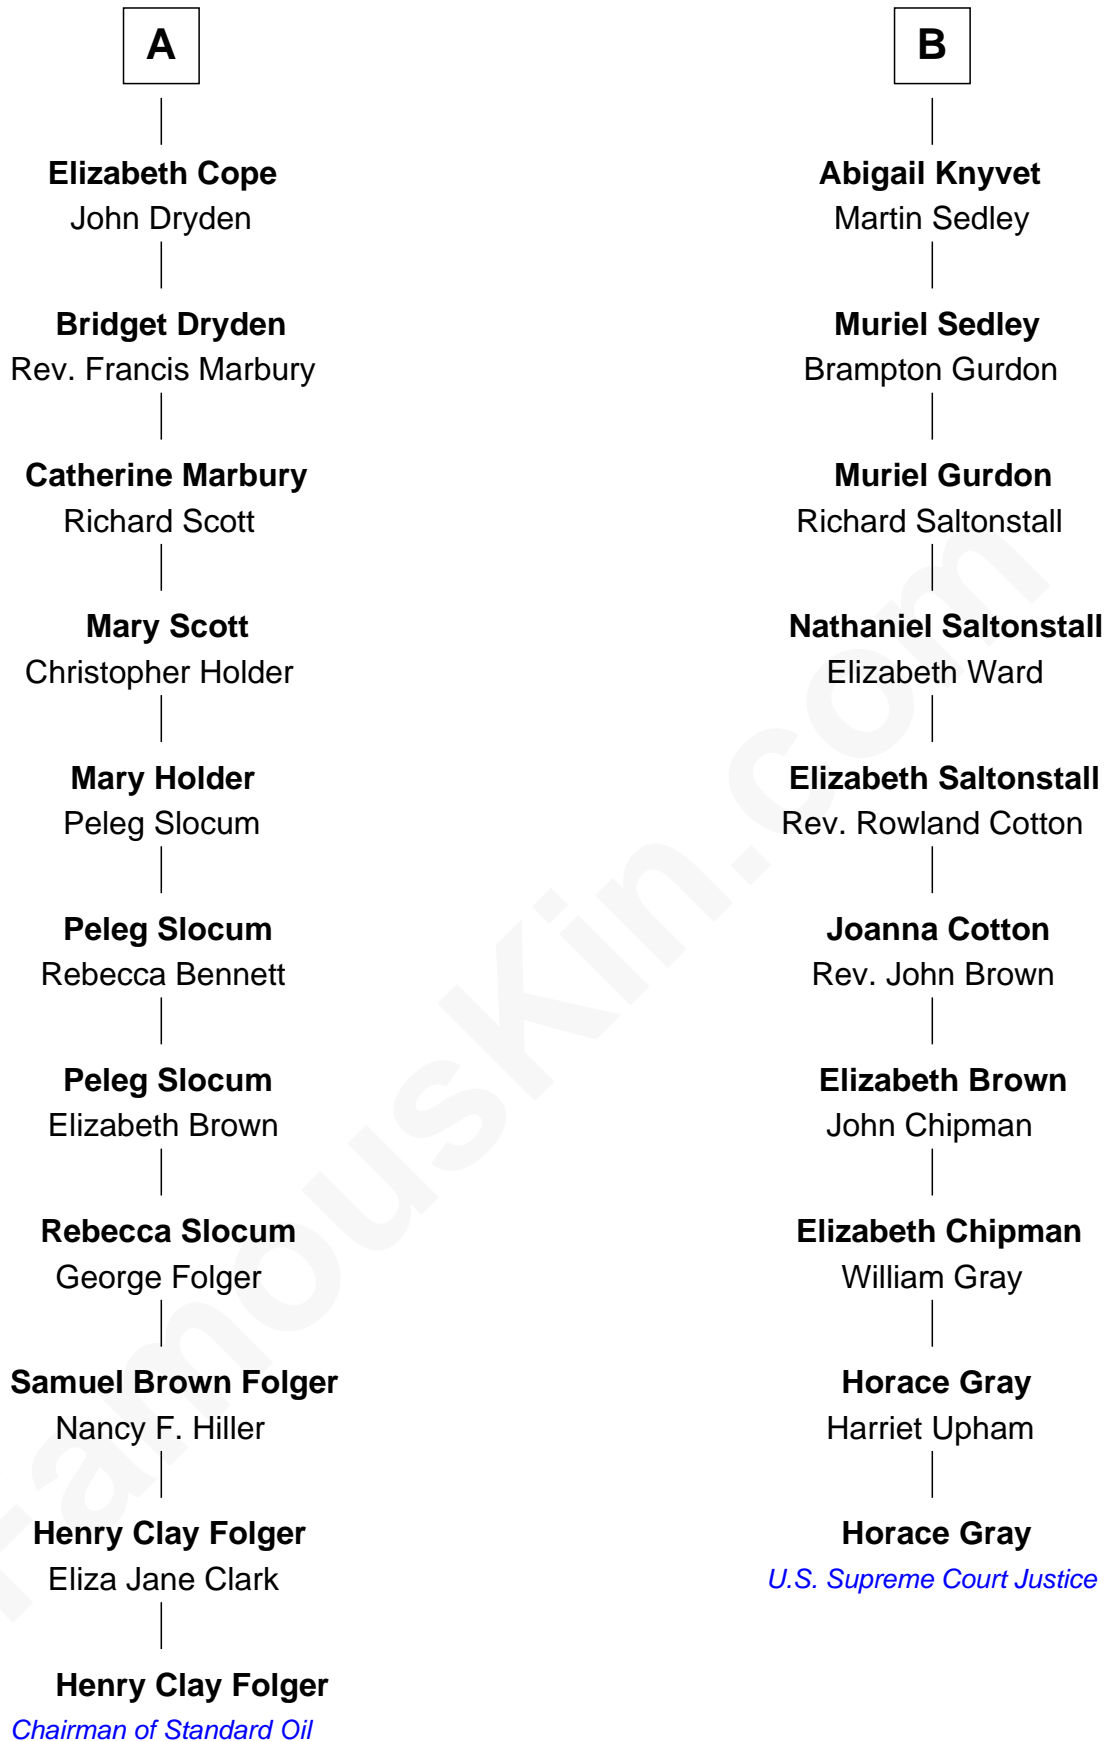 A
Elizabeth Cope
John Dryden
Bridget Dryden
Rev. Francis Marbury
Catherine Marbury
Richard Scott
Mary Scott
Christopher Holder
Mary Holder
Peleg Slocum
Peleg Slocum
Rebecca Bennett
Peleg Slocum
Elizabeth Brown
Rebecca Slocum
George Folger
Samuel Brown Folger
Nancy F. Hiller
Henry Clay Folger
Eliza Jane Clark
Henry Clay Folger
Chairman of Standard Oil
B
Abigail Knyvet
Martin Sedley
Muriel Sedley
Brampton Gurdon
Muriel Gurdon
Richard Saltonstall
Nathaniel Saltonstall
Elizabeth Ward
Elizabeth Saltonstall
Rev. Rowland Cotton
Joanna Cotton
Rev. John Brown
Elizabeth Brown
John Chipman
Elizabeth Chipman
William Gray
Horace Gray
Harriet Upham
Horace Gray
U.S. Supreme Court Justice
FamousKin.com